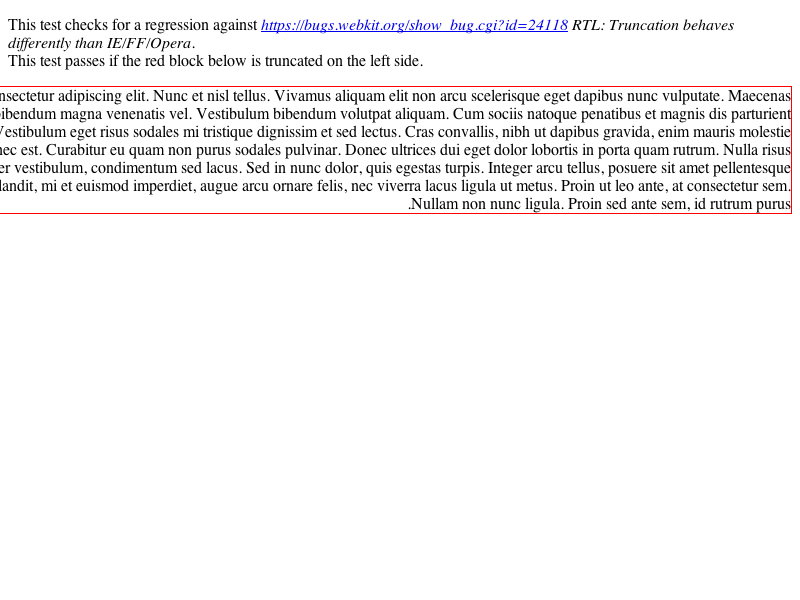 This test checks for a regression against https://bugs.webkit.org/show_bug.cgi?id=24118 RTL: Truncation behaves
differently than IE/FF/Opera.
This test passes if the red block below is truncated on the left side.
adipiscing elit. Nunc et nisl tellus. Vivamus aliquam elit non arcu scelerisque eget dapibus nunc vulputate. Maecenas
magna venenatis vel. Vestibulum bibendum volutpat aliquam. Cum sociis natoque penatibus et magnis dis parturient
Vestibulum eget risus sodales mi tristique dignissim et sed lectus. Cras convallis, nibh ut dapibus gravida, enim mauris molestie
est. Curabitur eu quam non purus sodales pulvinar. Donec ultrices dui eget dolor lobortis in porta quam rutrum. Nulla risus
vestibulum, condimentum sed lacus. Sed in nunc dolor, quis egestas turpis. Integer arcu tellus, posuere sit amet pellentesque
mi et euismod imperdiet, augue arcu ornare felis, nec viverra lacus ligula ut metus. Proin ut leo ante, at consectetur sem.
.Nullam non nunc ligula. Proin sed ante sem, id rutrum purus